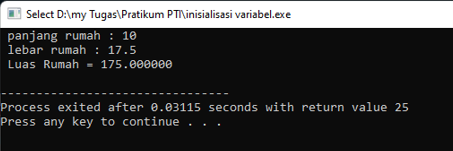 Select D:\my Tugas\Pratikum PTI\inisialisasi variabel.exe
panjang rumah : 10
lebar rumah : 17.5
Luas Rumah = 175.000000
--------------------------------
Process exited after 0.03115 seconds with return value 25
Press any key to continue . . .